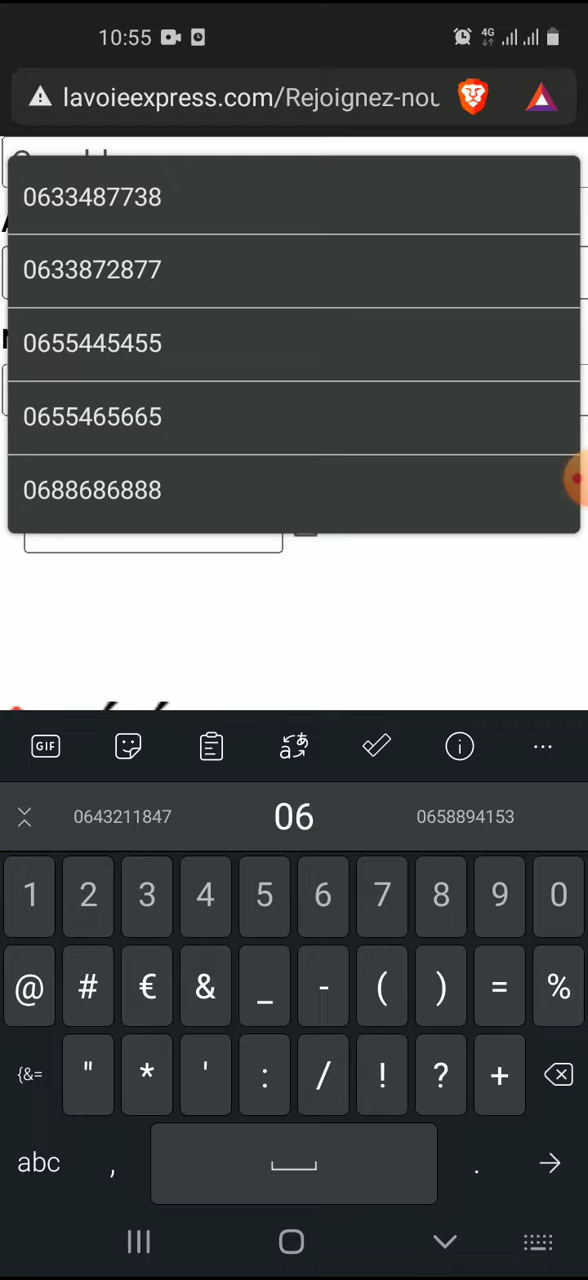 10:55
4G
lavoieexpress.com/Rejoignez-nou
0633487738
0633872877
0655445455
0655465665
0688686888
GIF
0643211847 06 0658894153
1 2 3 4 5 6 7 8 9 0
@ # € & _ - ( ) = %
{&= " * ' : / ! ? +
abc , .